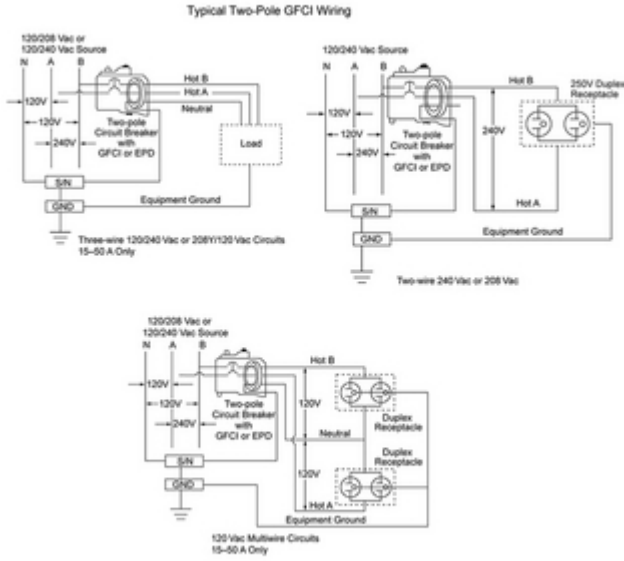 Typical Two-Pole GFCI Wiring
120/208 Vac or
120/240 Vac Source
N A B
Hot B
Hot A
Neutral
120V
120V
240V
Two-pole
Circuit Breaker
with
GFCI or EPD
Load
S/N
GND
Equipment Ground
Three-wire 120/240 Vac or 208Y/120 Vac Circuits
15–50 A Only
120/240 Vac Source
N A B
Hot B
250V Duplex
Receptacle
120V
120V
240V
240V
Two-pole
Circuit Breaker
with
GFCI or EPD
Hot A
S/N
GND
Equipment Ground
Two-wire 240 Vac or 208 Vac
120/208 Vac or
120/240 Vac Source
N A B
Hot B
120V
120V
240V
120V
Two-pole
Circuit Breaker
with
GFCI or EPD
Duplex
Receptacle
Neutral
Duplex
Receptacle
120V
S/N
GND
Hot A
Equipment Ground
120 Vac Multiwire Circuits
15–50 A Only